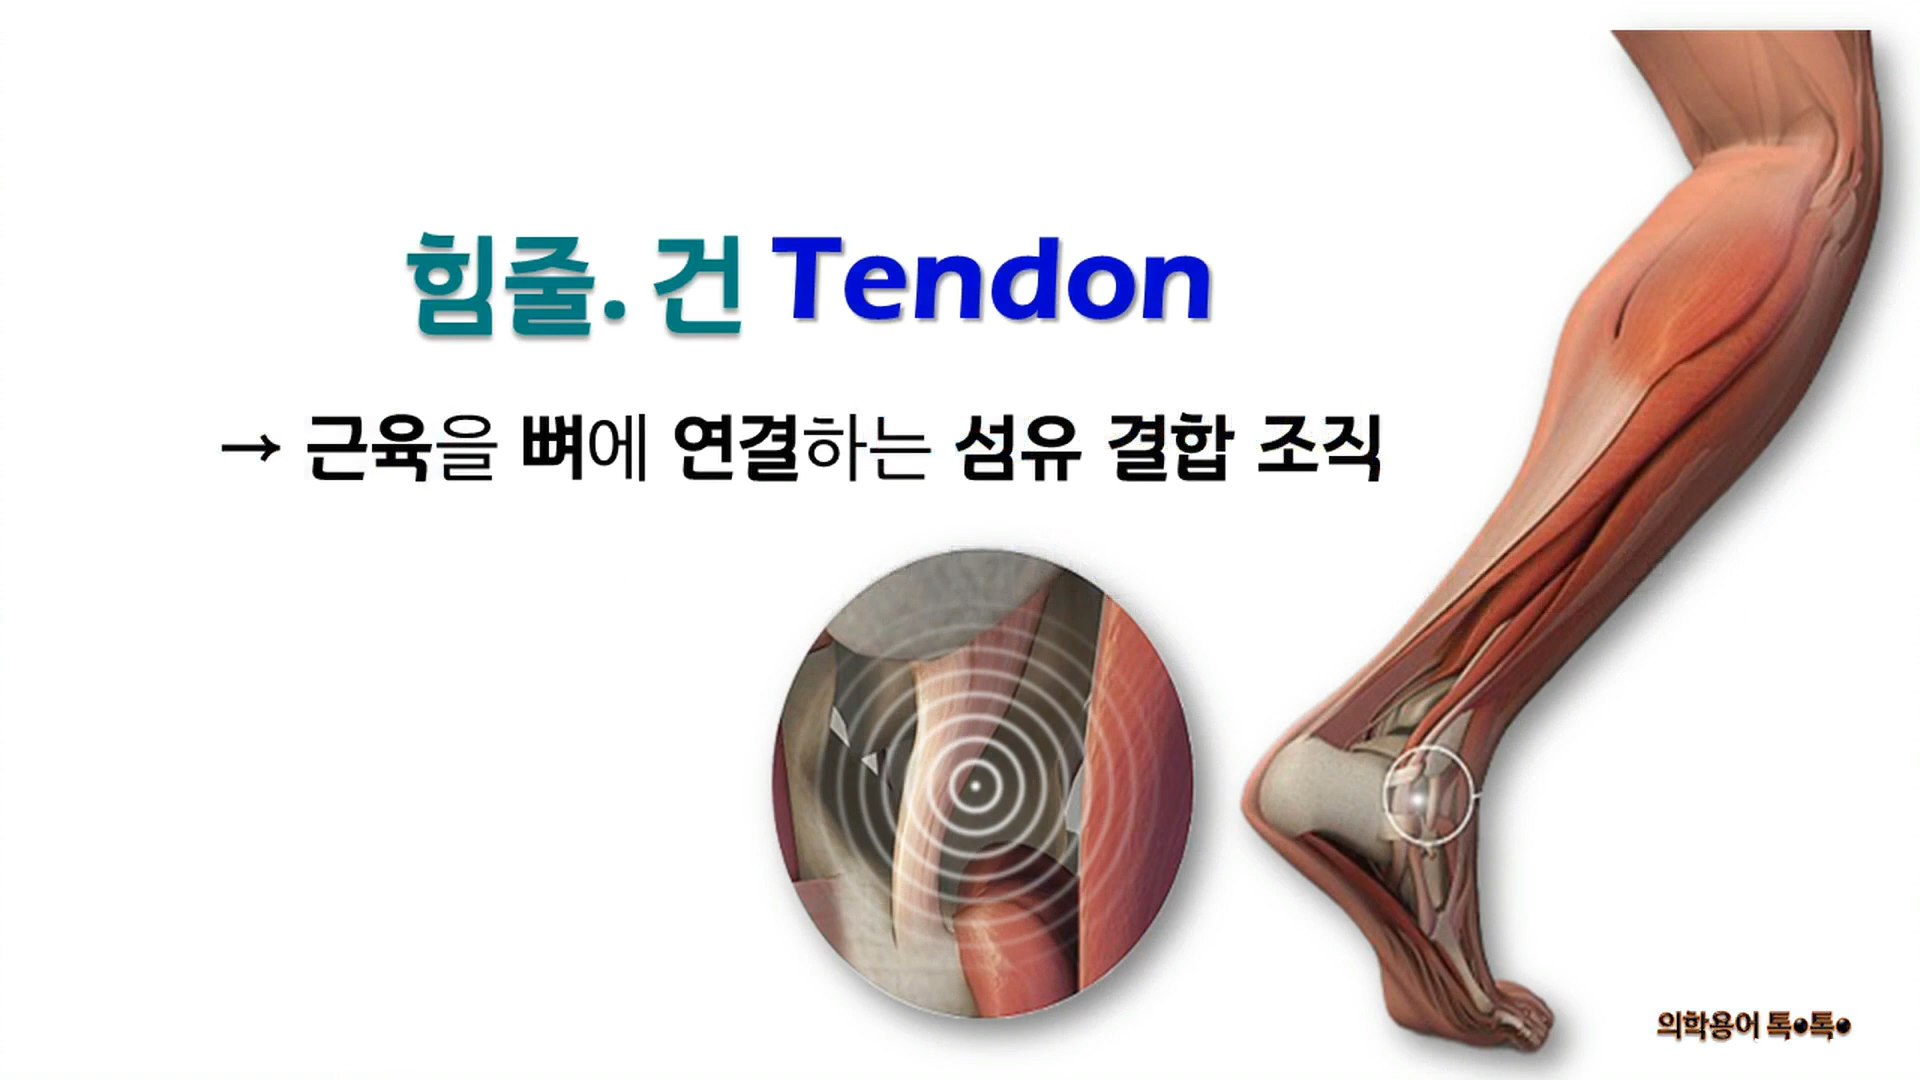 힘줄. 건 Tendon
→ 근육을 뼈에 연결하는 섬유 결합 조직
의학용어 톡●톡●